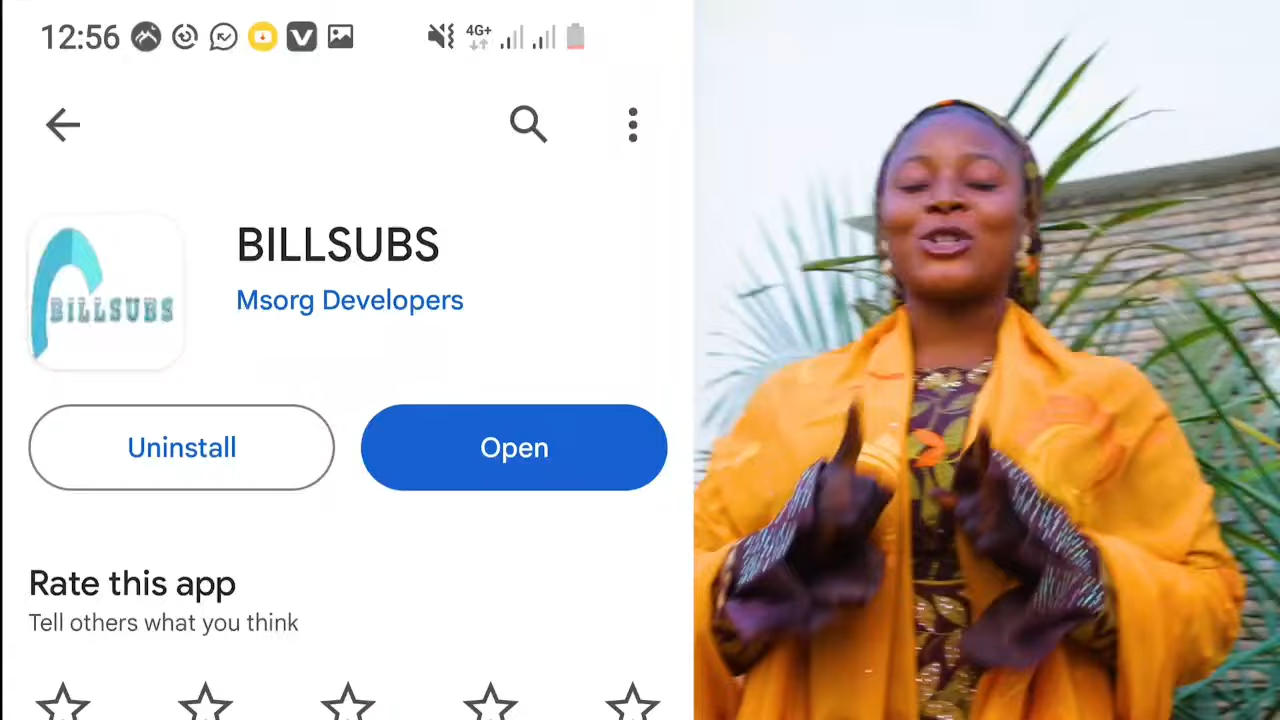 12:56
4G+
BILLSUBS
BILLSUBS
Msorg Developers
Uninstall
Open
Rate this app
Tell others what you think